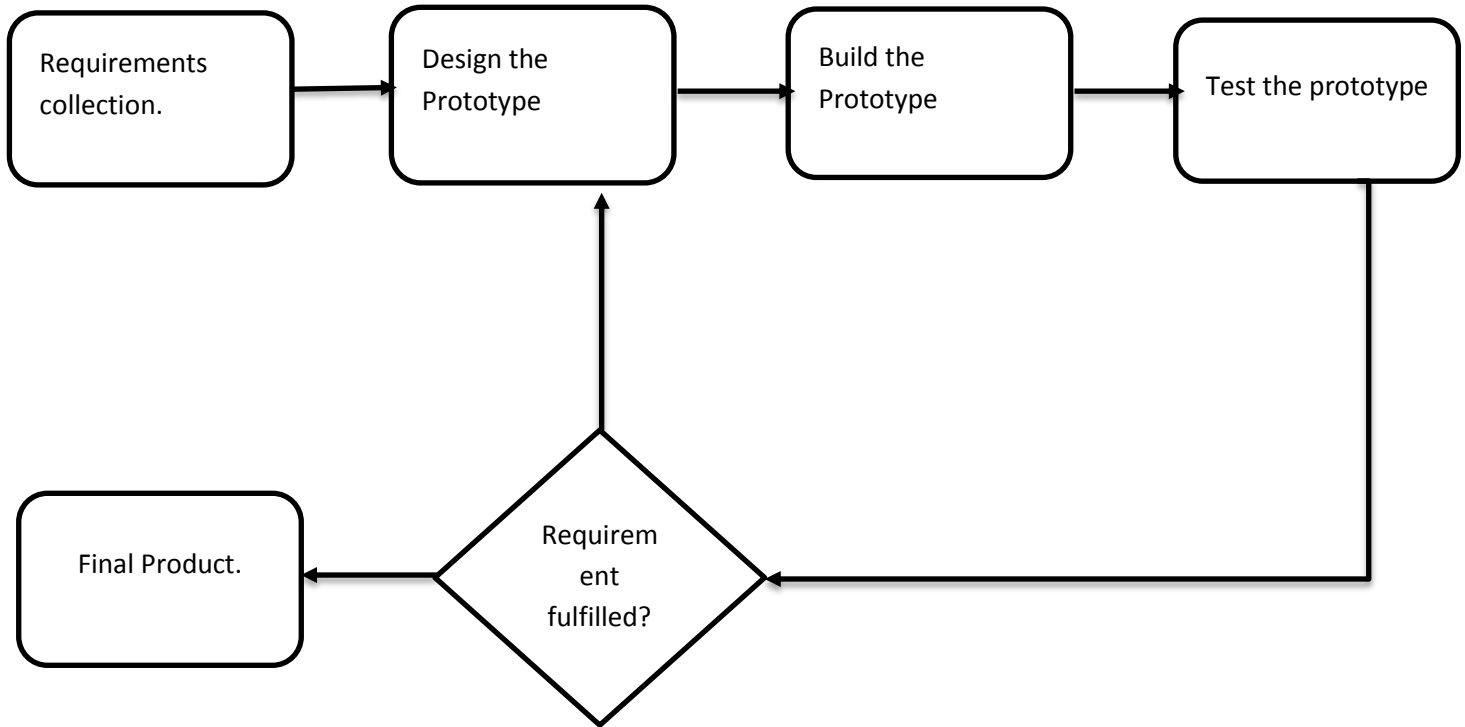 Requirements
collection.
Design the
Prototype
Build the
Prototype
Test the prototype
Final Product.
Requirem
ent
fulfilled?